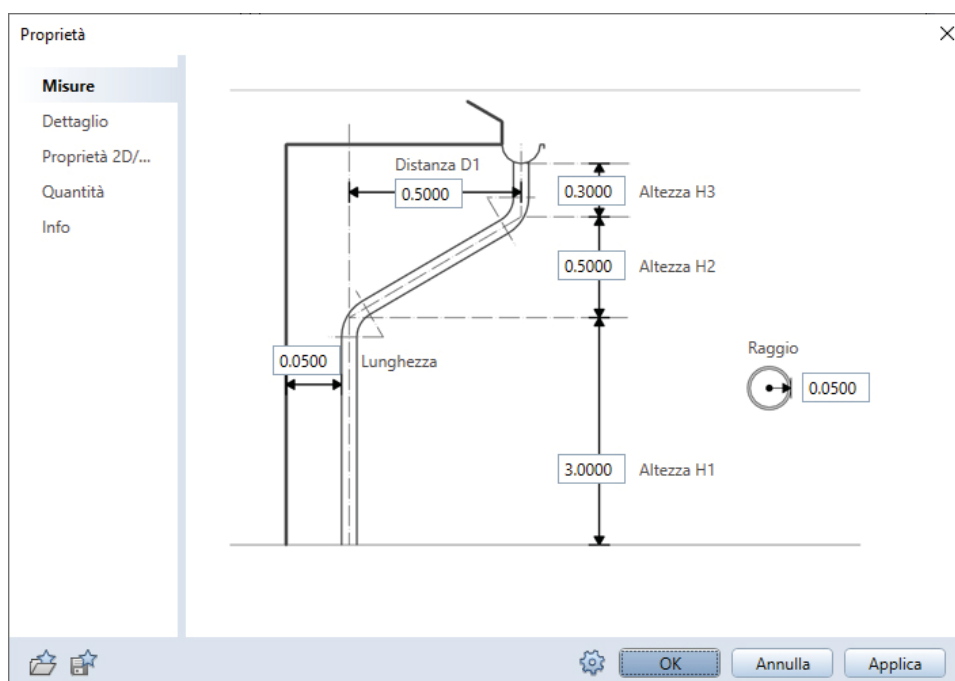 Proprietà
Misure
Dettaglio
Proprietà 2D/...
Quantità
Info
Distanza D1
0.5000
0.3000 Altezza H3
0.5000 Altezza H2
0.0500 Lunghezza
Raggio
0.0500
3.0000 Altezza H1
OK
Annulla
Applica